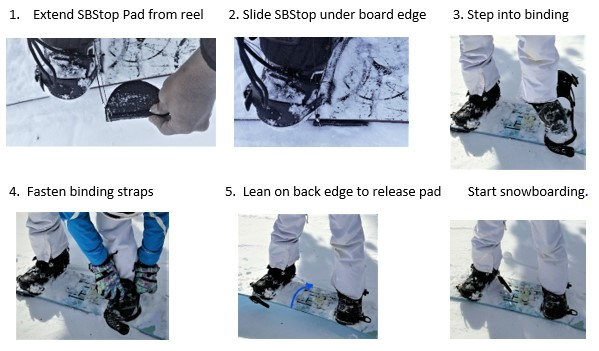 1. Extend SBStop Pad from reel
2. Slide SBStop under board edge
3. Step into binding
4. Fasten binding straps
5. Lean on back edge to release pad
Start snowboarding.